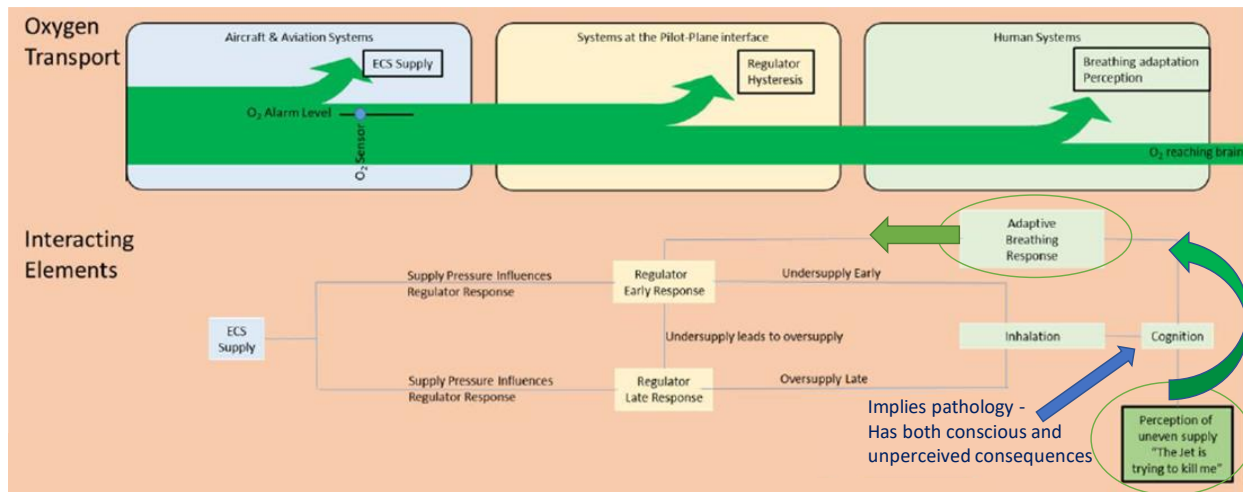 Oxygen
Transport
Aircraft & Aviation Systems
ECS Supply
O₂ Alarm Level
O₂ Sensor
Systems at the Pilot-Plane interface
Regulator
Hysteresis
Human Systems
Breathing adaptation
Perception
O₂ reaching brain
Interacting
Elements
Adaptive
Breathing
Response
Supply Pressure Influences
Regulator Response
Regulator
Early Response
Undersupply Early
ECS
Supply
Undersupply leads to oversupply
Inhalation
Cognition
Supply Pressure Influences
Regulator Response
Regulator
Late Response
Oversupply Late
Implies pathology -
Has both conscious and
unperceived consequences
Perception of
uneven supply
"The Jet is
trying to kill me"